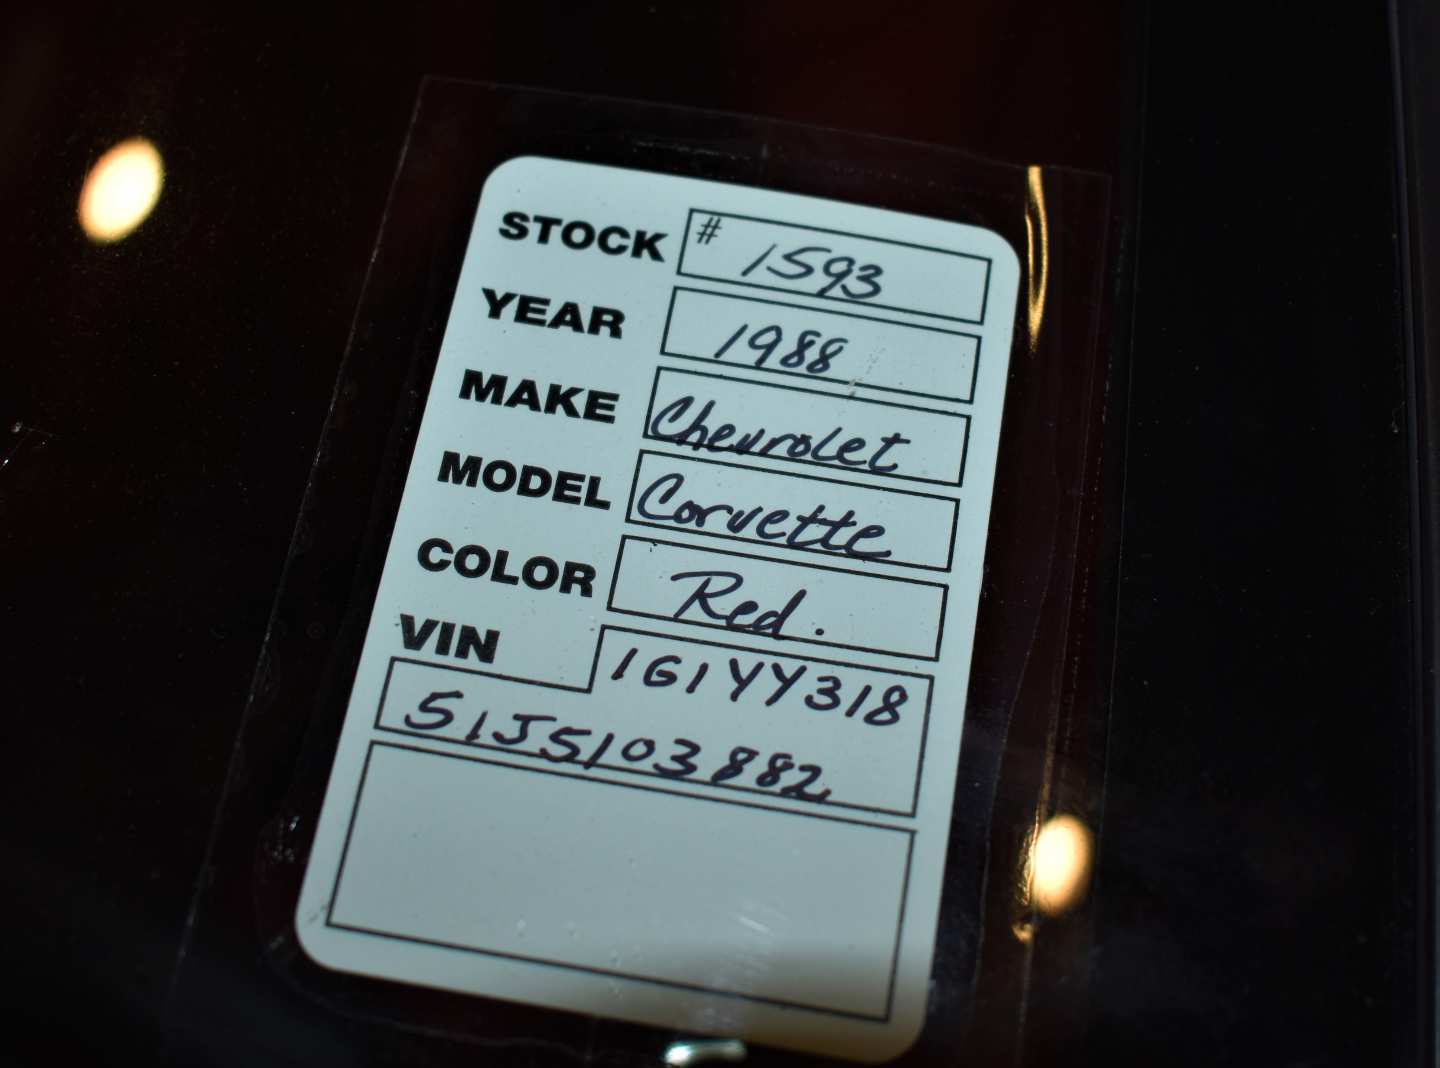 STOCK # 1593
YEAR 1988
MAKE Chevrolet
MODEL Corvette
COLOR Red.
VIN 1G1YY318
51J5103882